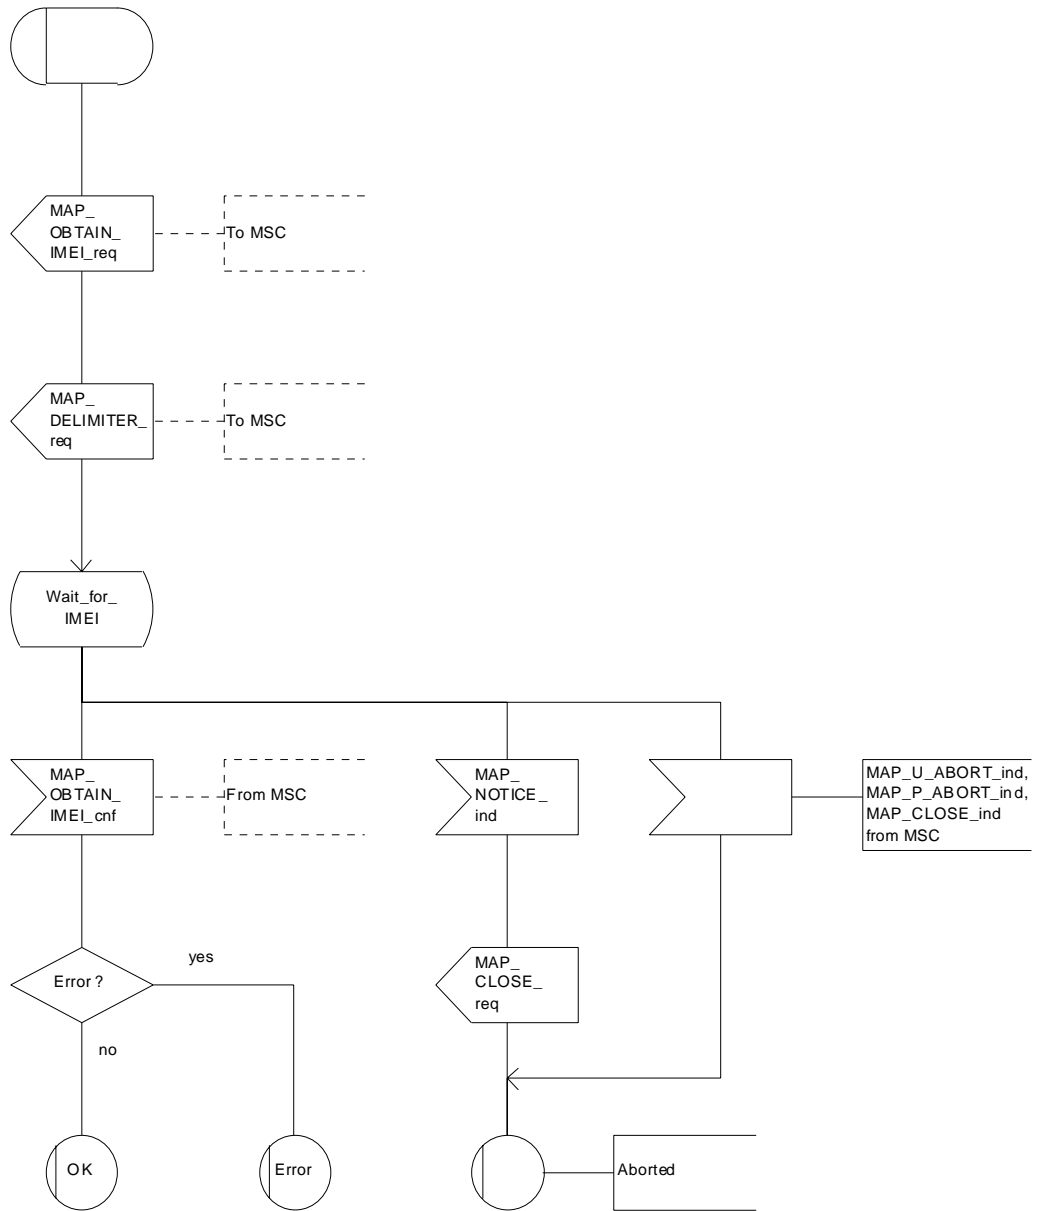 MAP_
OBTAIN_
IMEI_req
To MSC
MAP_
DELIMITER_
req
To MSC
Wait_for_
IMEI
MAP_
OBTAIN_
IMEI_cnf
From MSC
MAP_
NOTICE_
ind
MAP_U_ABORT_ind,
MAP_P_ABORT_ind,
MAP_CLOSE_ind
from MSC
Error ?
yes
no
MAP_
CLOSE_
req
OK
Error
Aborted